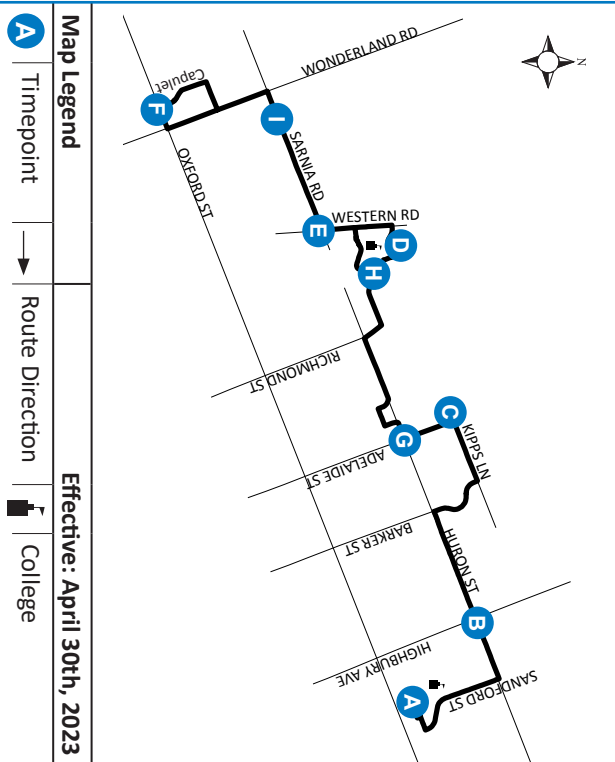 N
WONDERLAND RD
Capulet
F
I
OXFORD ST
SARNIA RD
WESTERN RD
E
D
H
RICHMOND ST
C
KIPPS LN
G
ADELAIDE ST
BARKER ST
HURON ST
B
HIGHBURY AVE
SANDFORD ST
A
Map Legend
Effective: April 30th, 2023
A Timepoint
Route Direction
College